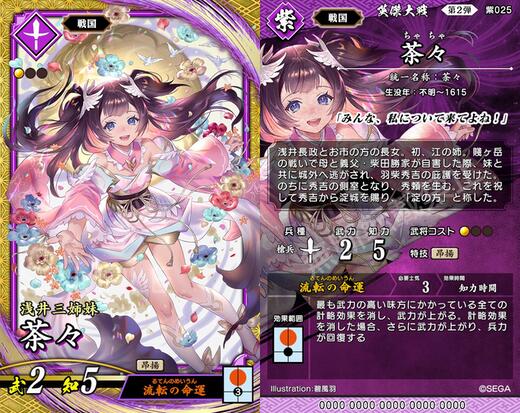 戦国
浅井三姉妹
茶々
昂揚
武2 知5
るてんのめいうん
流転の命運
3
紫
戦国
英傑大戦
第2弾
紫025
ちゃ ちゃ
茶々
統一名称:茶々
生没年:不明～1615
「みんな、私について来てよね!」
浅井長政とお市の方の長女、初、江の姉。賤ヶ岳
の戦いで母と義父・柴田勝家が自害した際、妹と
共に城外へ逃がされ、羽柴秀吉の庇護を受けた。
のちに秀吉の側室となり、秀頼を生む。これを祝
して秀吉から淀城を賜り、「淀の方」と称した。
兵種 武力 知力 武将コスト
槍兵 2 5
特技 昂揚
るてんのめいうん 必要士気 効果時間
流転の命運 3 知力時間
効果範囲
最も武力の高い味方にかかっている全ての
計略効果を消し、武力が上がる。計略効果
を消した場合、さらに武力が上がり、兵力
が回復する
Illustration:碧風羽
©SEGA
0000 0000 0000 0000 0000